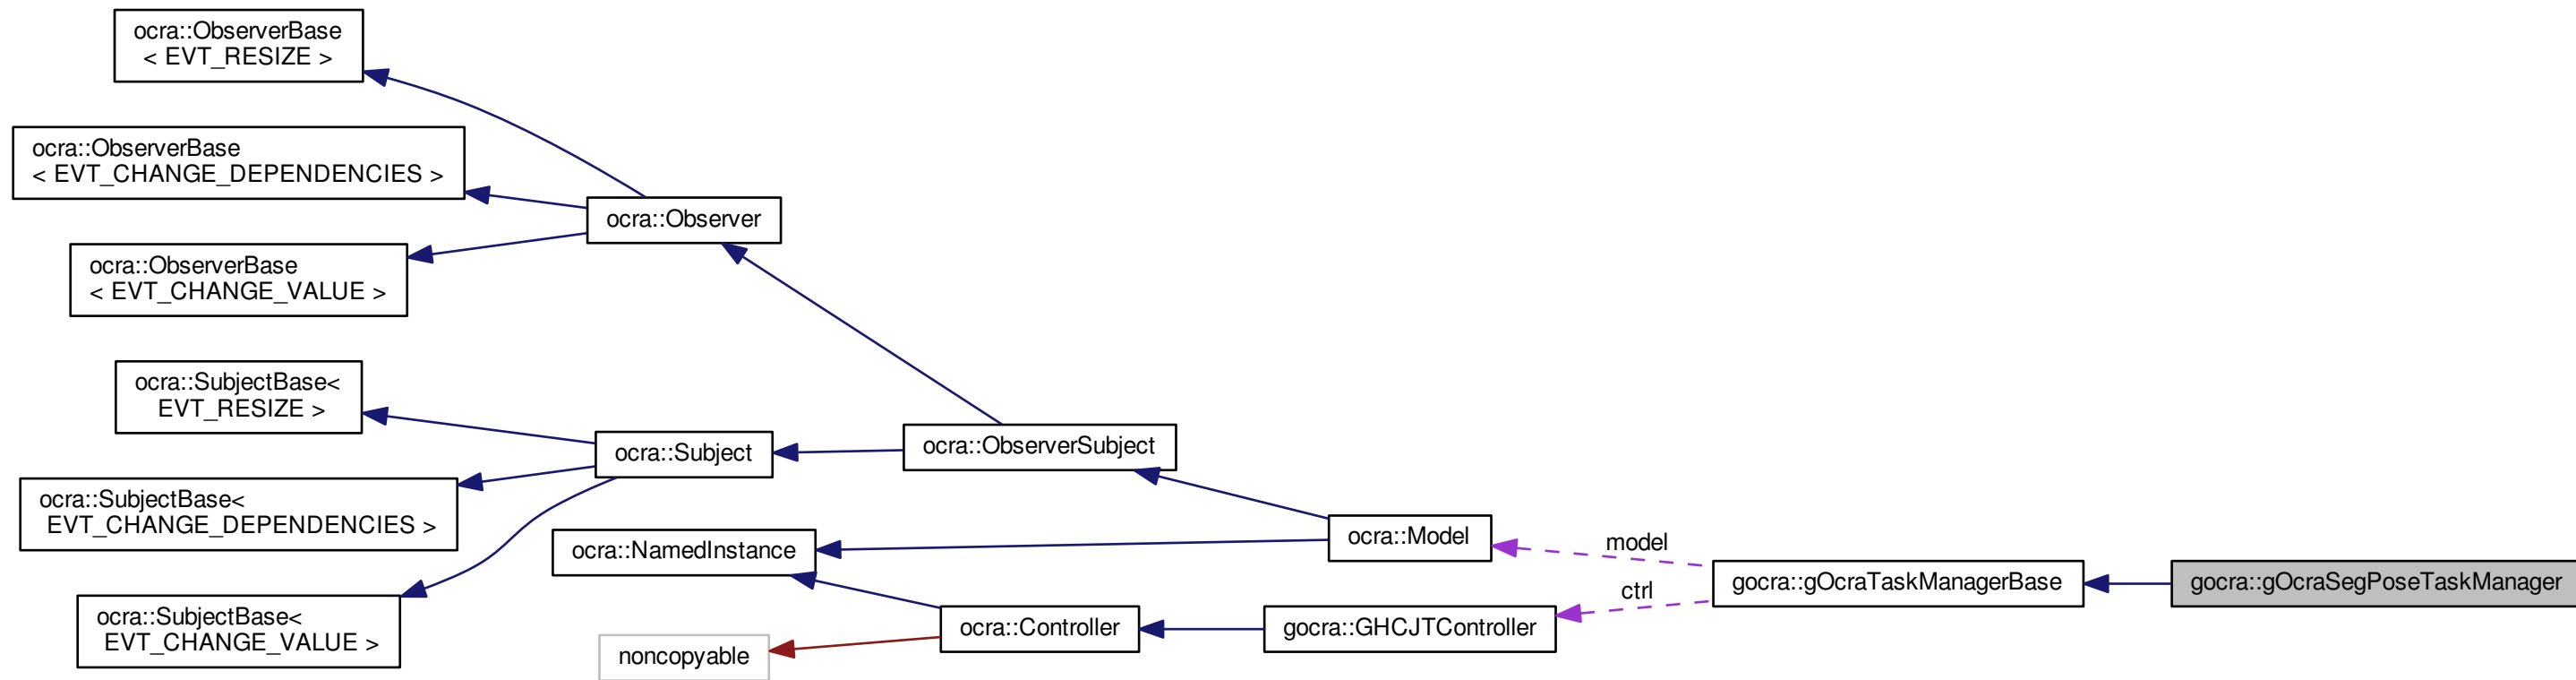 ocra::ObserverBase
< EVT_RESIZE >
ocra::ObserverBase
< EVT_CHANGE_DEPENDENCIES >
ocra::Observer
ocra::ObserverBase
< EVT_CHANGE_VALUE >
ocra::SubjectBase<
EVT_RESIZE >
ocra::Subject
ocra::ObserverSubject
ocra::SubjectBase<
EVT_CHANGE_DEPENDENCIES >
ocra::NamedInstance
ocra::Model
model
gocra::gOcraTaskManagerBase
gocra::gOcraSegPoseTaskManager
ctrl
ocra::SubjectBase<
EVT_CHANGE_VALUE >
ocra::Controller
gocra::GHCJTController
noncopyable